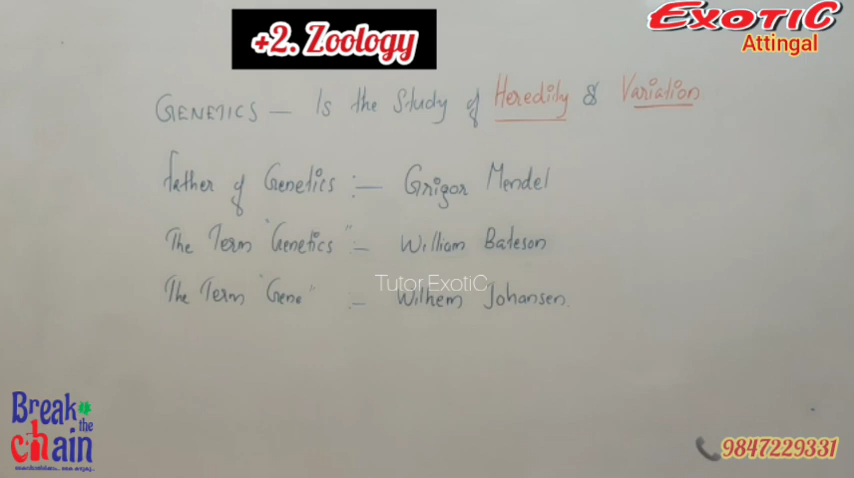 EXOTIC
Attingal
+2. Zoology
GENETICS — Is the Study of Heredity & Variation
Father of Genetics :— Grigor Mendel
The Term "Genetics" :— William Bateson
Tutor ExotiC
The Term "Gene" :— Wilhem Johansen.
Break
the
chain
9847229331